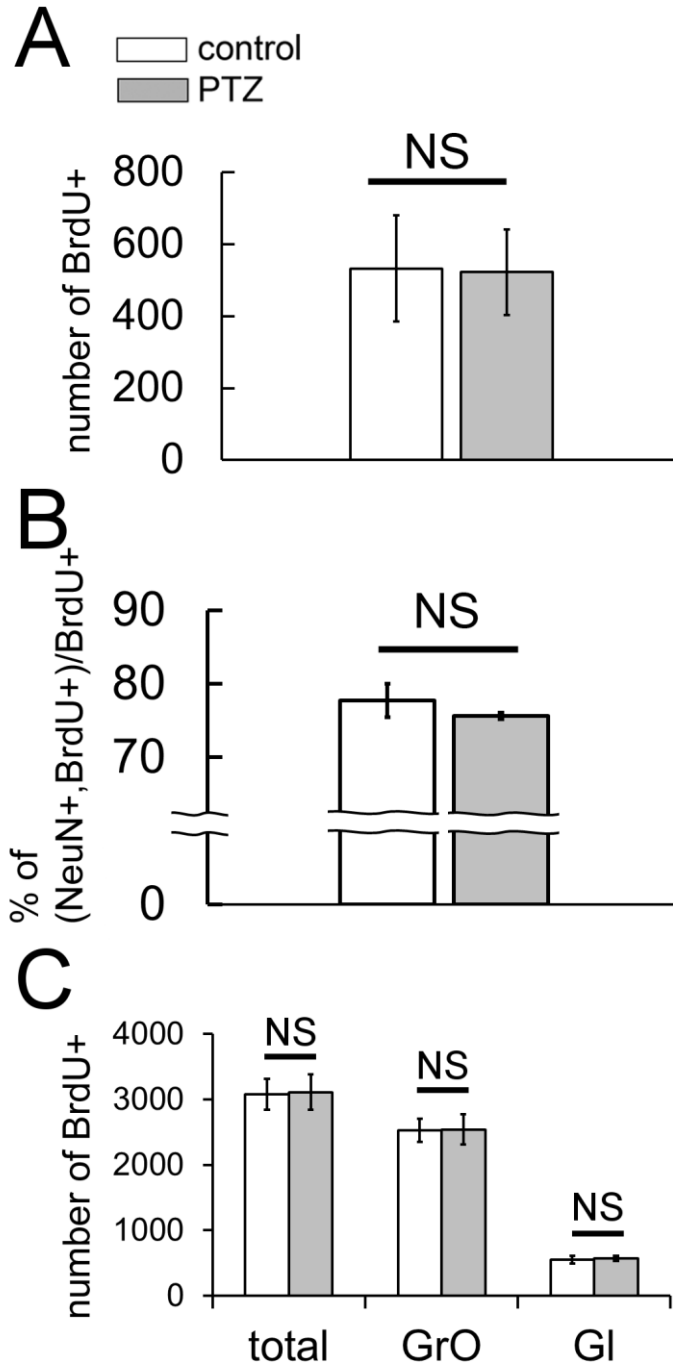 A
control
PTZ
NS
number of BrdU+
800
600
400
200
0
B
NS
% of
(NeuN+,BrdU+)/BrdU+
90
80
70
0
C
number of BrdU+
4000
3000
2000
1000
0
NS
NS
NS
total GrO Gl